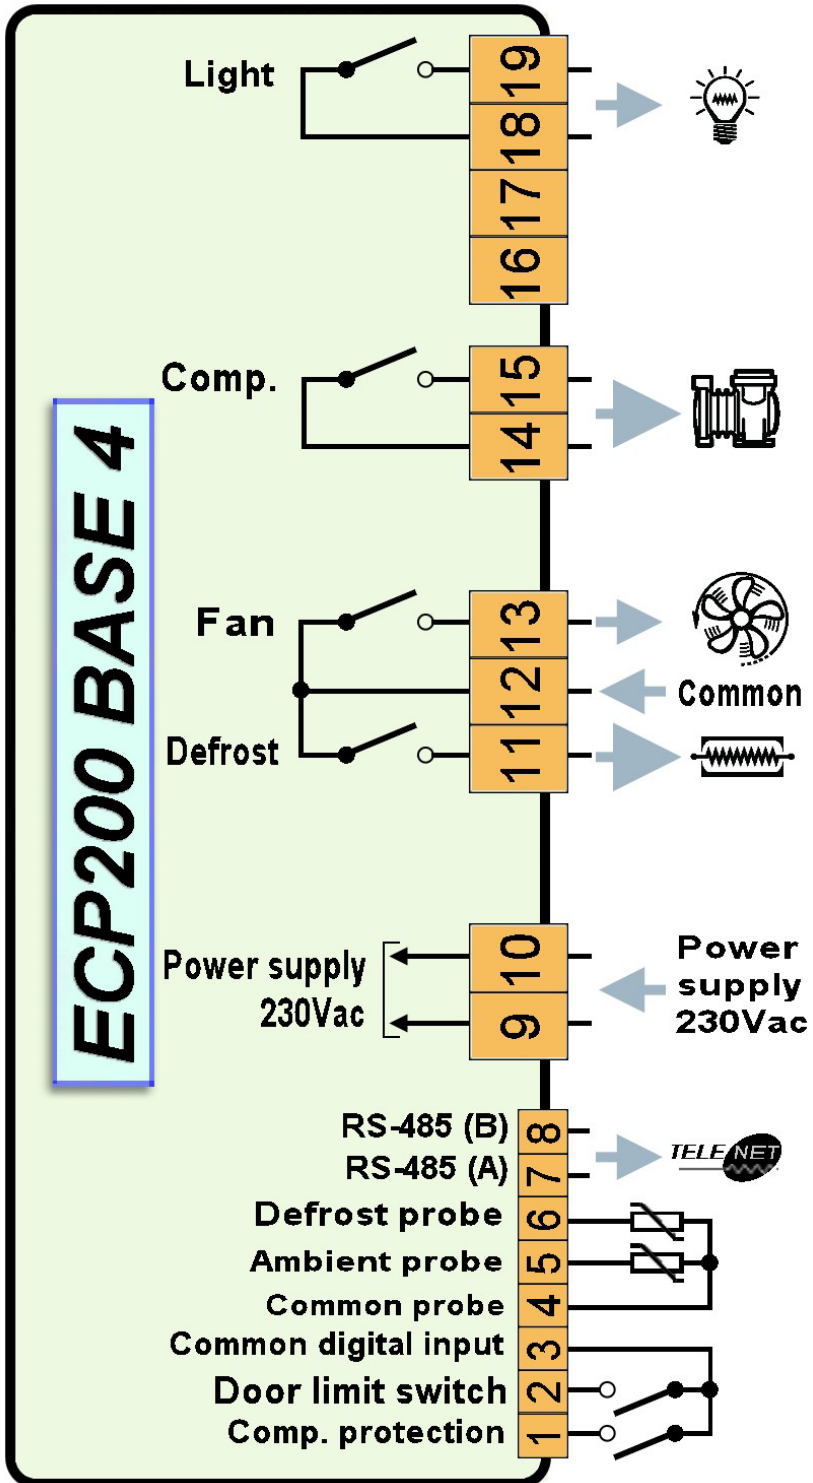 Light
19
18
17
16
Comp.
15
14
ECP200 BASE 4
Fan
13
12
Common
Defrost
11
Power supply
230Vac
10
9
Power
supply
230Vac
RS-485 (B)
8
RS-485 (A)
7
TELE NET
Defrost probe
6
Ambient probe
5
Common probe
4
Common digital input
3
Door limit switch
2
Comp. protection
1